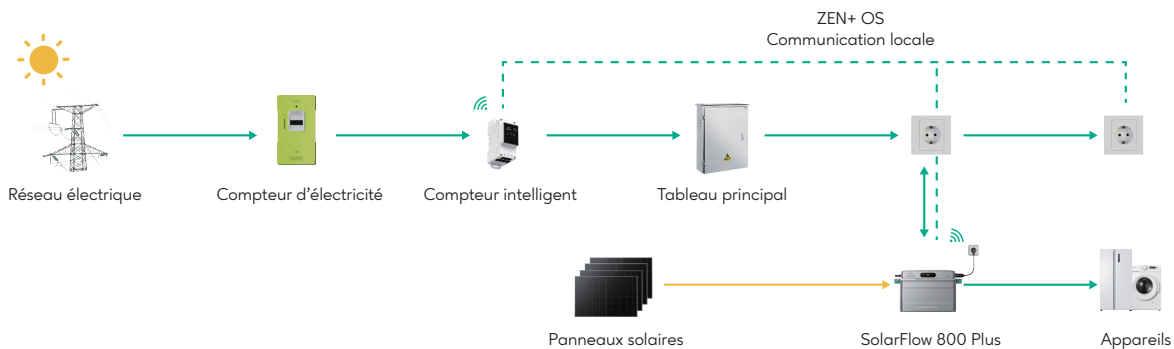 ZEN+ OS
Communication locale
Réseau électrique
Compteur d'électricité
Compteur intelligent
Tableau principal
Panneaux solaires
SolarFlow 800 Plus
Appareils